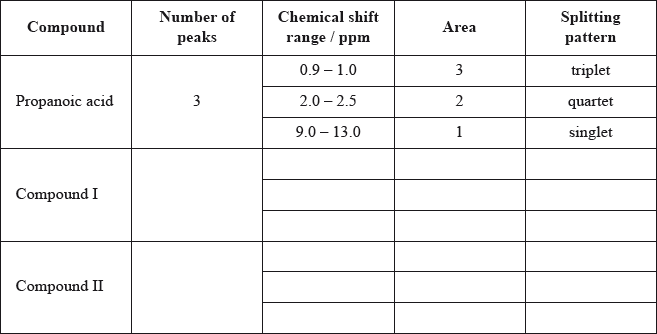 Compound
Number of
peaks
Chemical shift
range / ppm
Area
Splitting
pattern
Propanoic acid
3
0.9 – 1.0
3
triplet
2.0 – 2.5
2
quartet
9.0 – 13.0
1
singlet
Compound I
Compound II